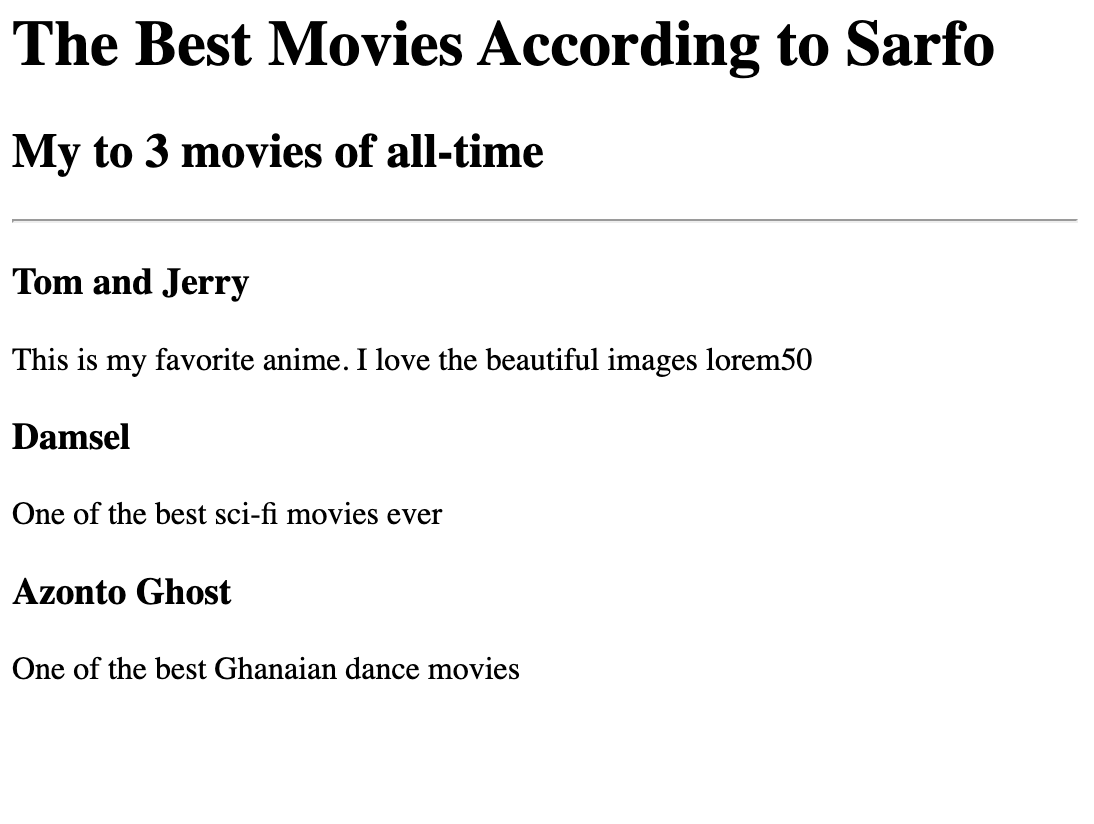 The Best Movies According to Sarfo
My to 3 movies of all-time
Tom and Jerry
This is my favorite anime. I love the beautiful images lorem50
Damsel
One of the best sci-fi movies ever
Azonto Ghost
One of the best Ghanaian dance movies